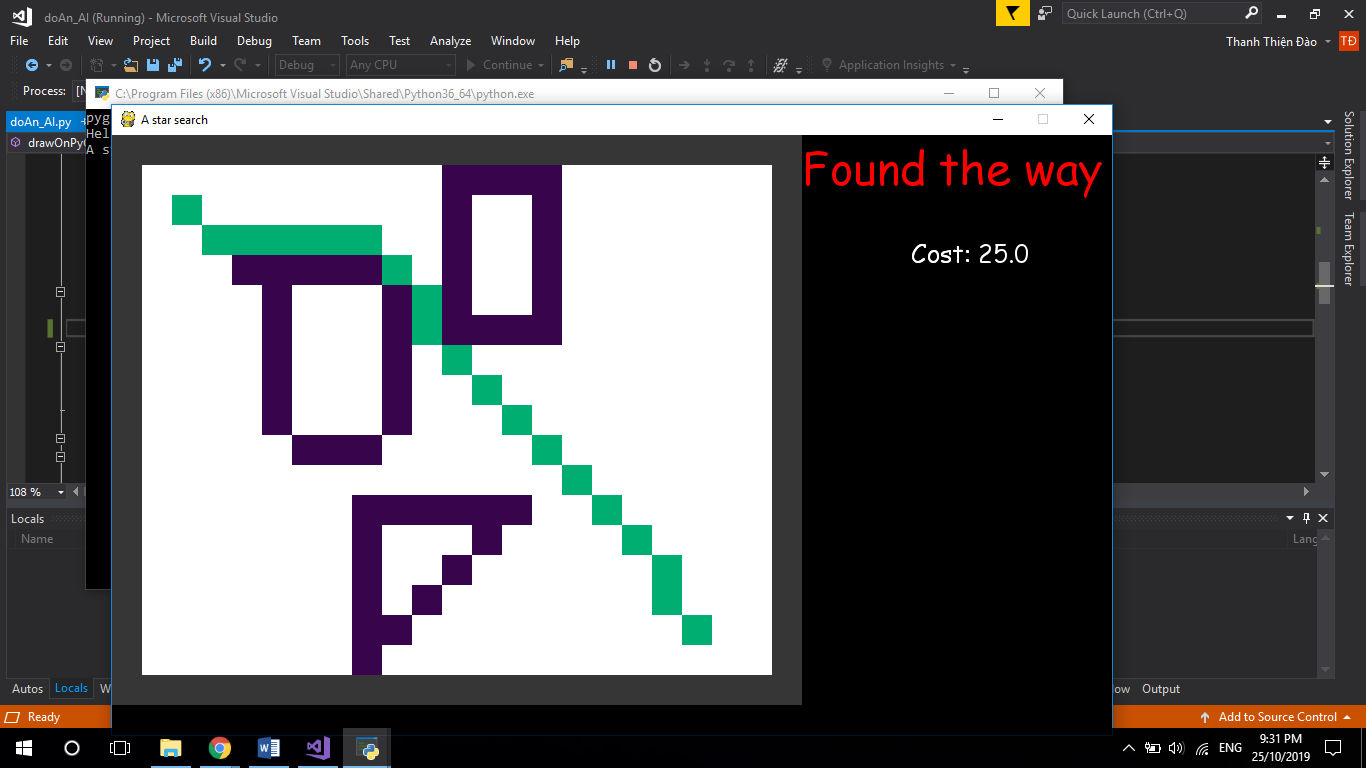 doAn_AI (Running) - Microsoft Visual Studio
Quick Launch (Ctrl+Q)
File Edit View Project Build Debug Team Tools Test Analyze Window Help
Thanh Thiện Đào TĐ
Debug Any CPU Continue Application Insights
Process:
C:\Program Files (x86)\Microsoft Visual Studio\Shared\Python36_64\python.exe
doAn_AI.py
A star search
Solution Explorer
Team Explorer
Found the way
Cost: 25.0
108 %
Locals
Name
Autos Locals Output
Ready
Add to Source Control
ENG
9:31 PM
25/10/2019